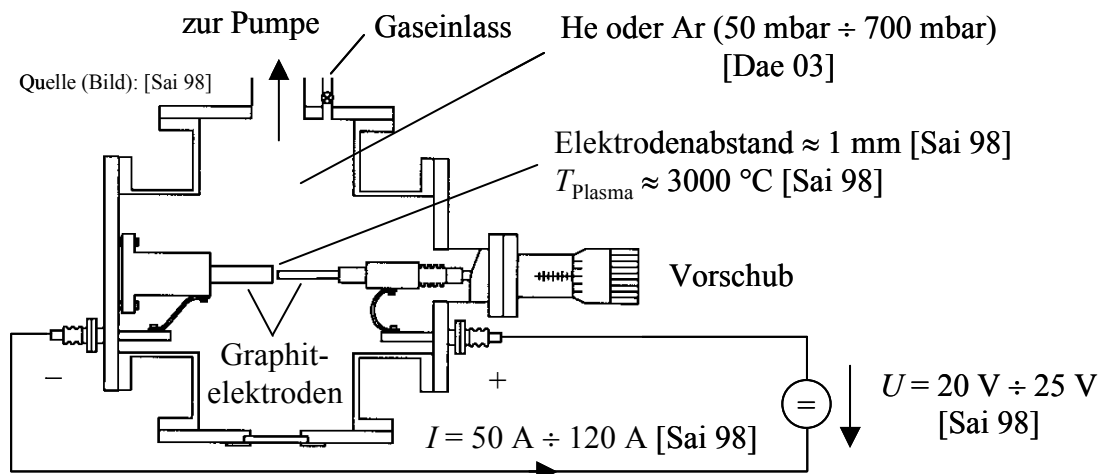 zur Pumpe
Gaseinlass
He oder Ar (50 mbar ÷ 700 mbar)
[Dae 03]
Quelle (Bild): [Sai 98]
Elektrodenabstand ≈ 1 mm [Sai 98]
T_Plasma ≈ 3000 °C [Sai 98]
Vorschub
Graphit-
elektroden
–
+
=
U = 20 V ÷ 25 V
[Sai 98]
I = 50 A ÷ 120 A [Sai 98]